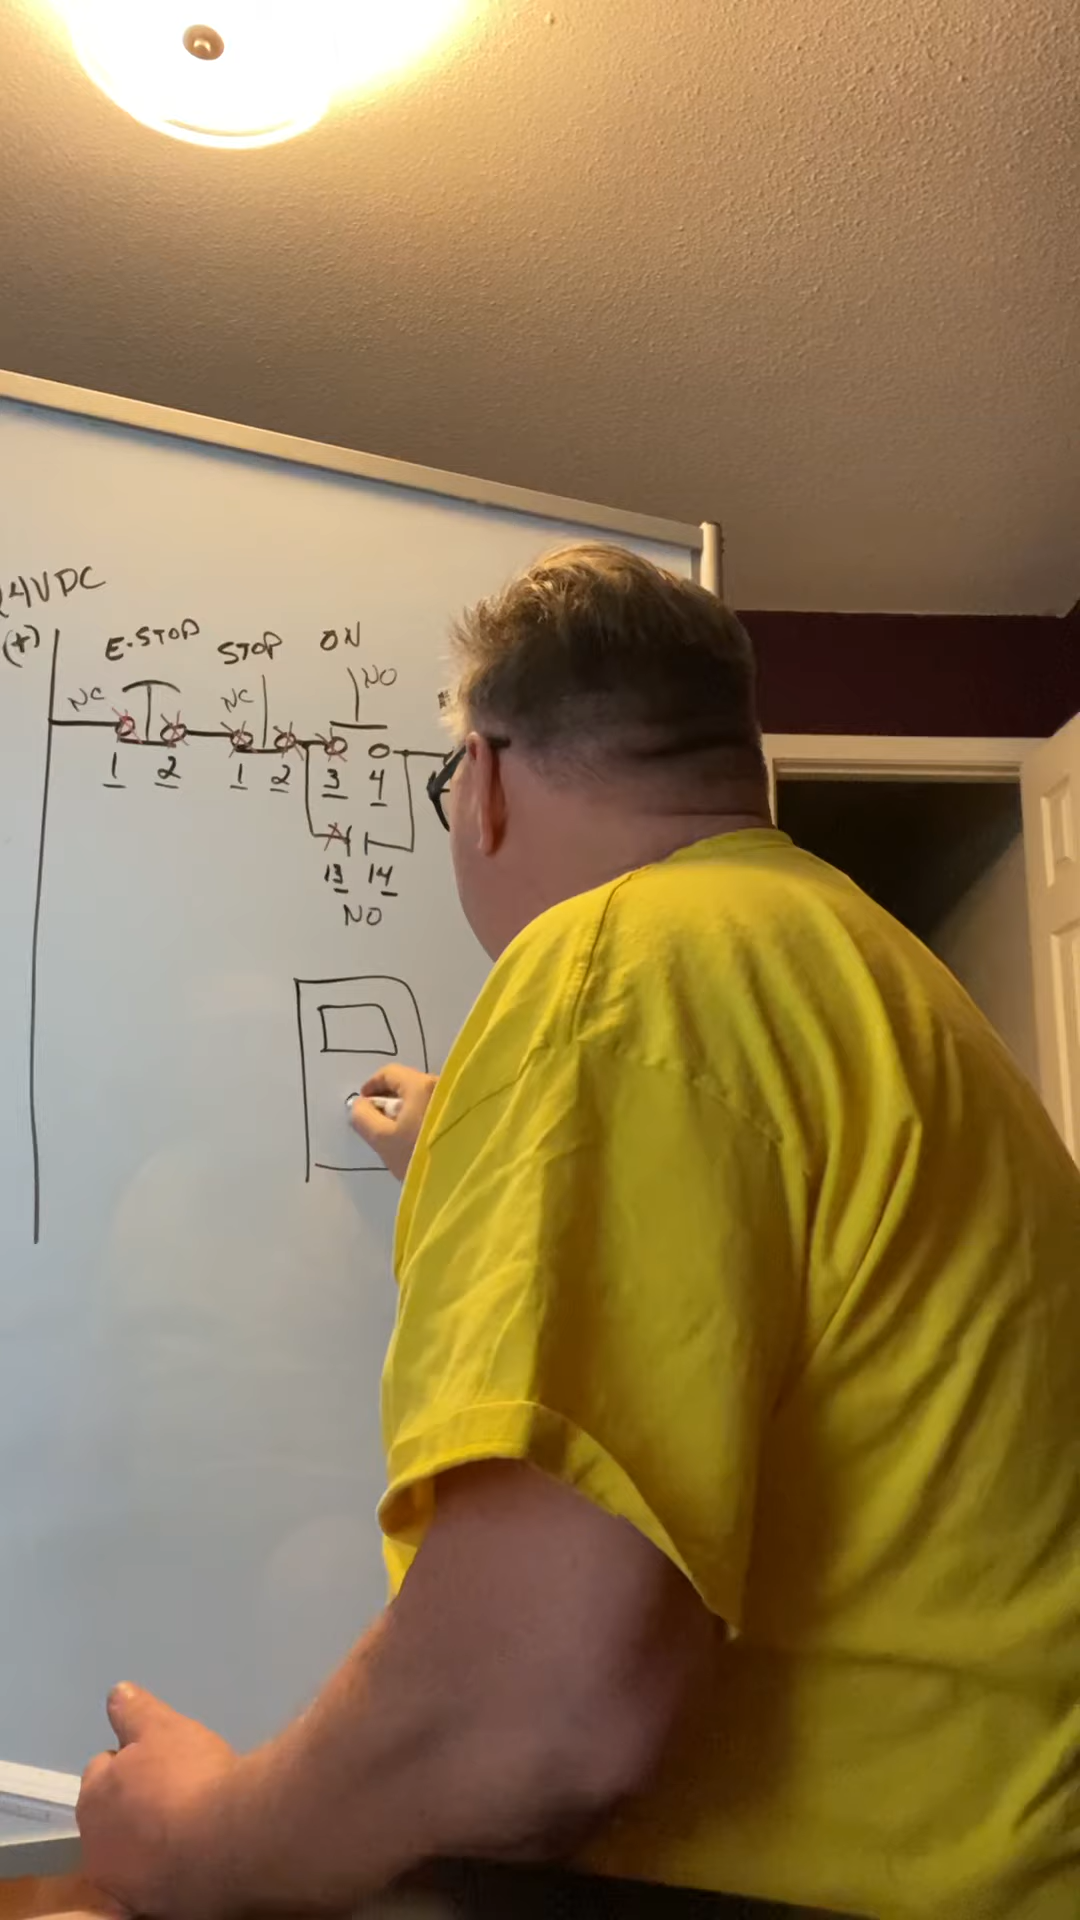 24VDC
(+) E-STOP STOP ON
NC NC NO
1 2 1 2 3 4
13 14
NO